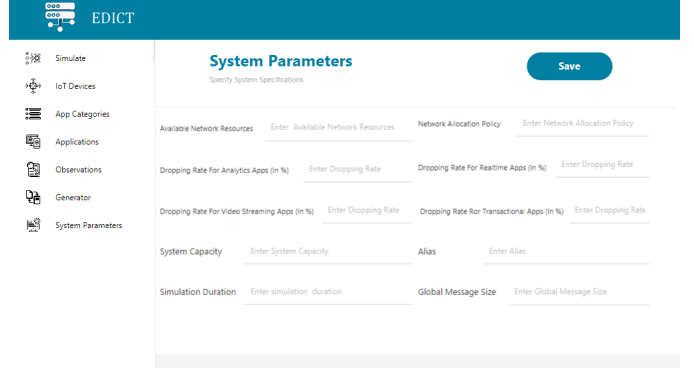 EDICT
Simulate
IoT Devices
App Categories
Applications
Observations
Generator
System Parameters
System Parameters
Specify System Specifications
Save
Available Network Resources Enter Available Network Resources
Network Allocation Policy Enter Network Allocation Policy
Dropping Rate For Analytics Apps (In %) Enter Dropping Rate
Dropping Rate For Realtime Apps (In %) Enter Dropping Rate
Dropping Rate For Video Streaming Apps (In %) Enter Dropping Rate
Dropping Rate Ror Transactional Apps (In %) Enter Dropping Rate
System Capacity Enter System Capacity
Alias Enter Alias
Simulation Duration Enter simulation duration
Global Message Size Enter Global Message Size